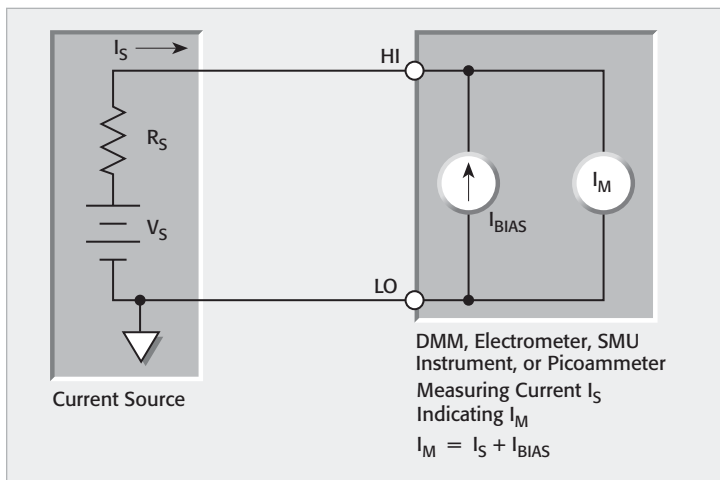 I_S
HI
R_S
I_M
V_S
I_BIAS
LO
Current Source
DMM, Electrometer, SMU
Instrument, or Picoammeter
Measuring Current I_S
Indicating I_M
I_M = I_S + I_BIAS